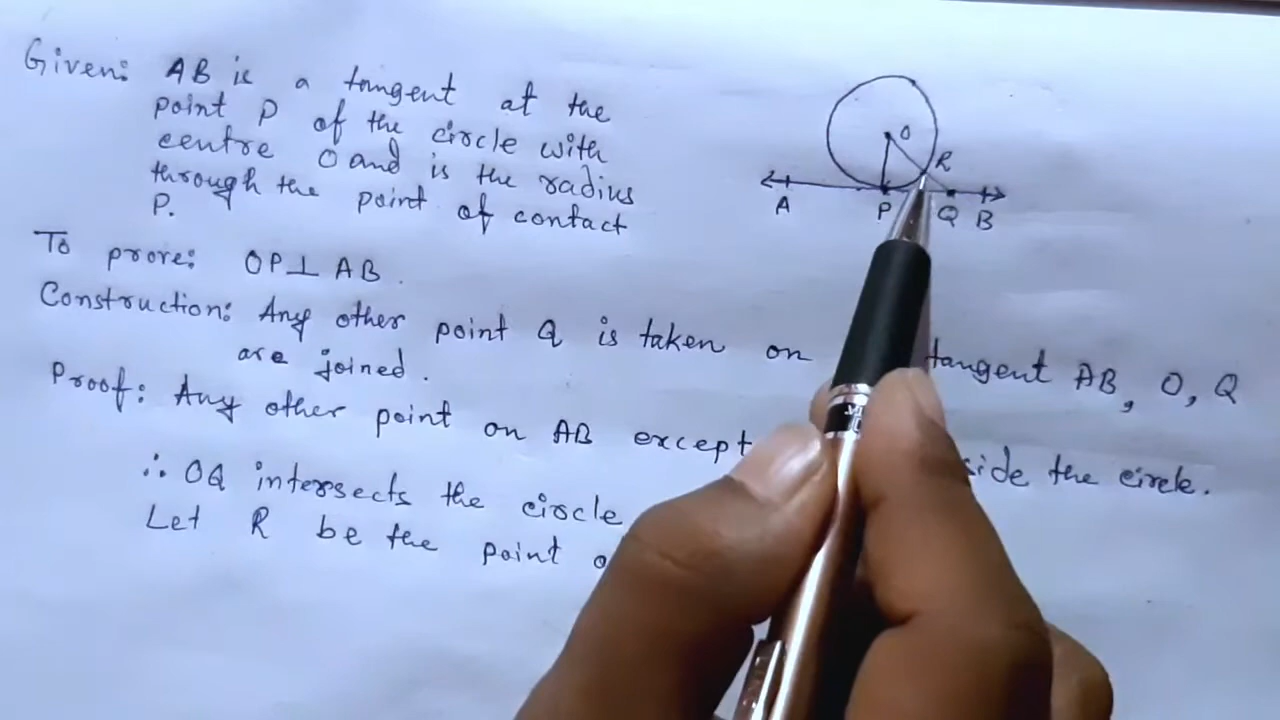 Given: AB is a tangent at the
point P of the circle with
centre O and is the radius
through the point of contact
P.
To prove: OP⊥AB.
Construction: Any other point Q is taken on tangent AB, O, Q
are joined.
Proof: Any other point on AB except side the circle.
∴ OQ intersects the circle
Let R be the point
O
R
A P Q B